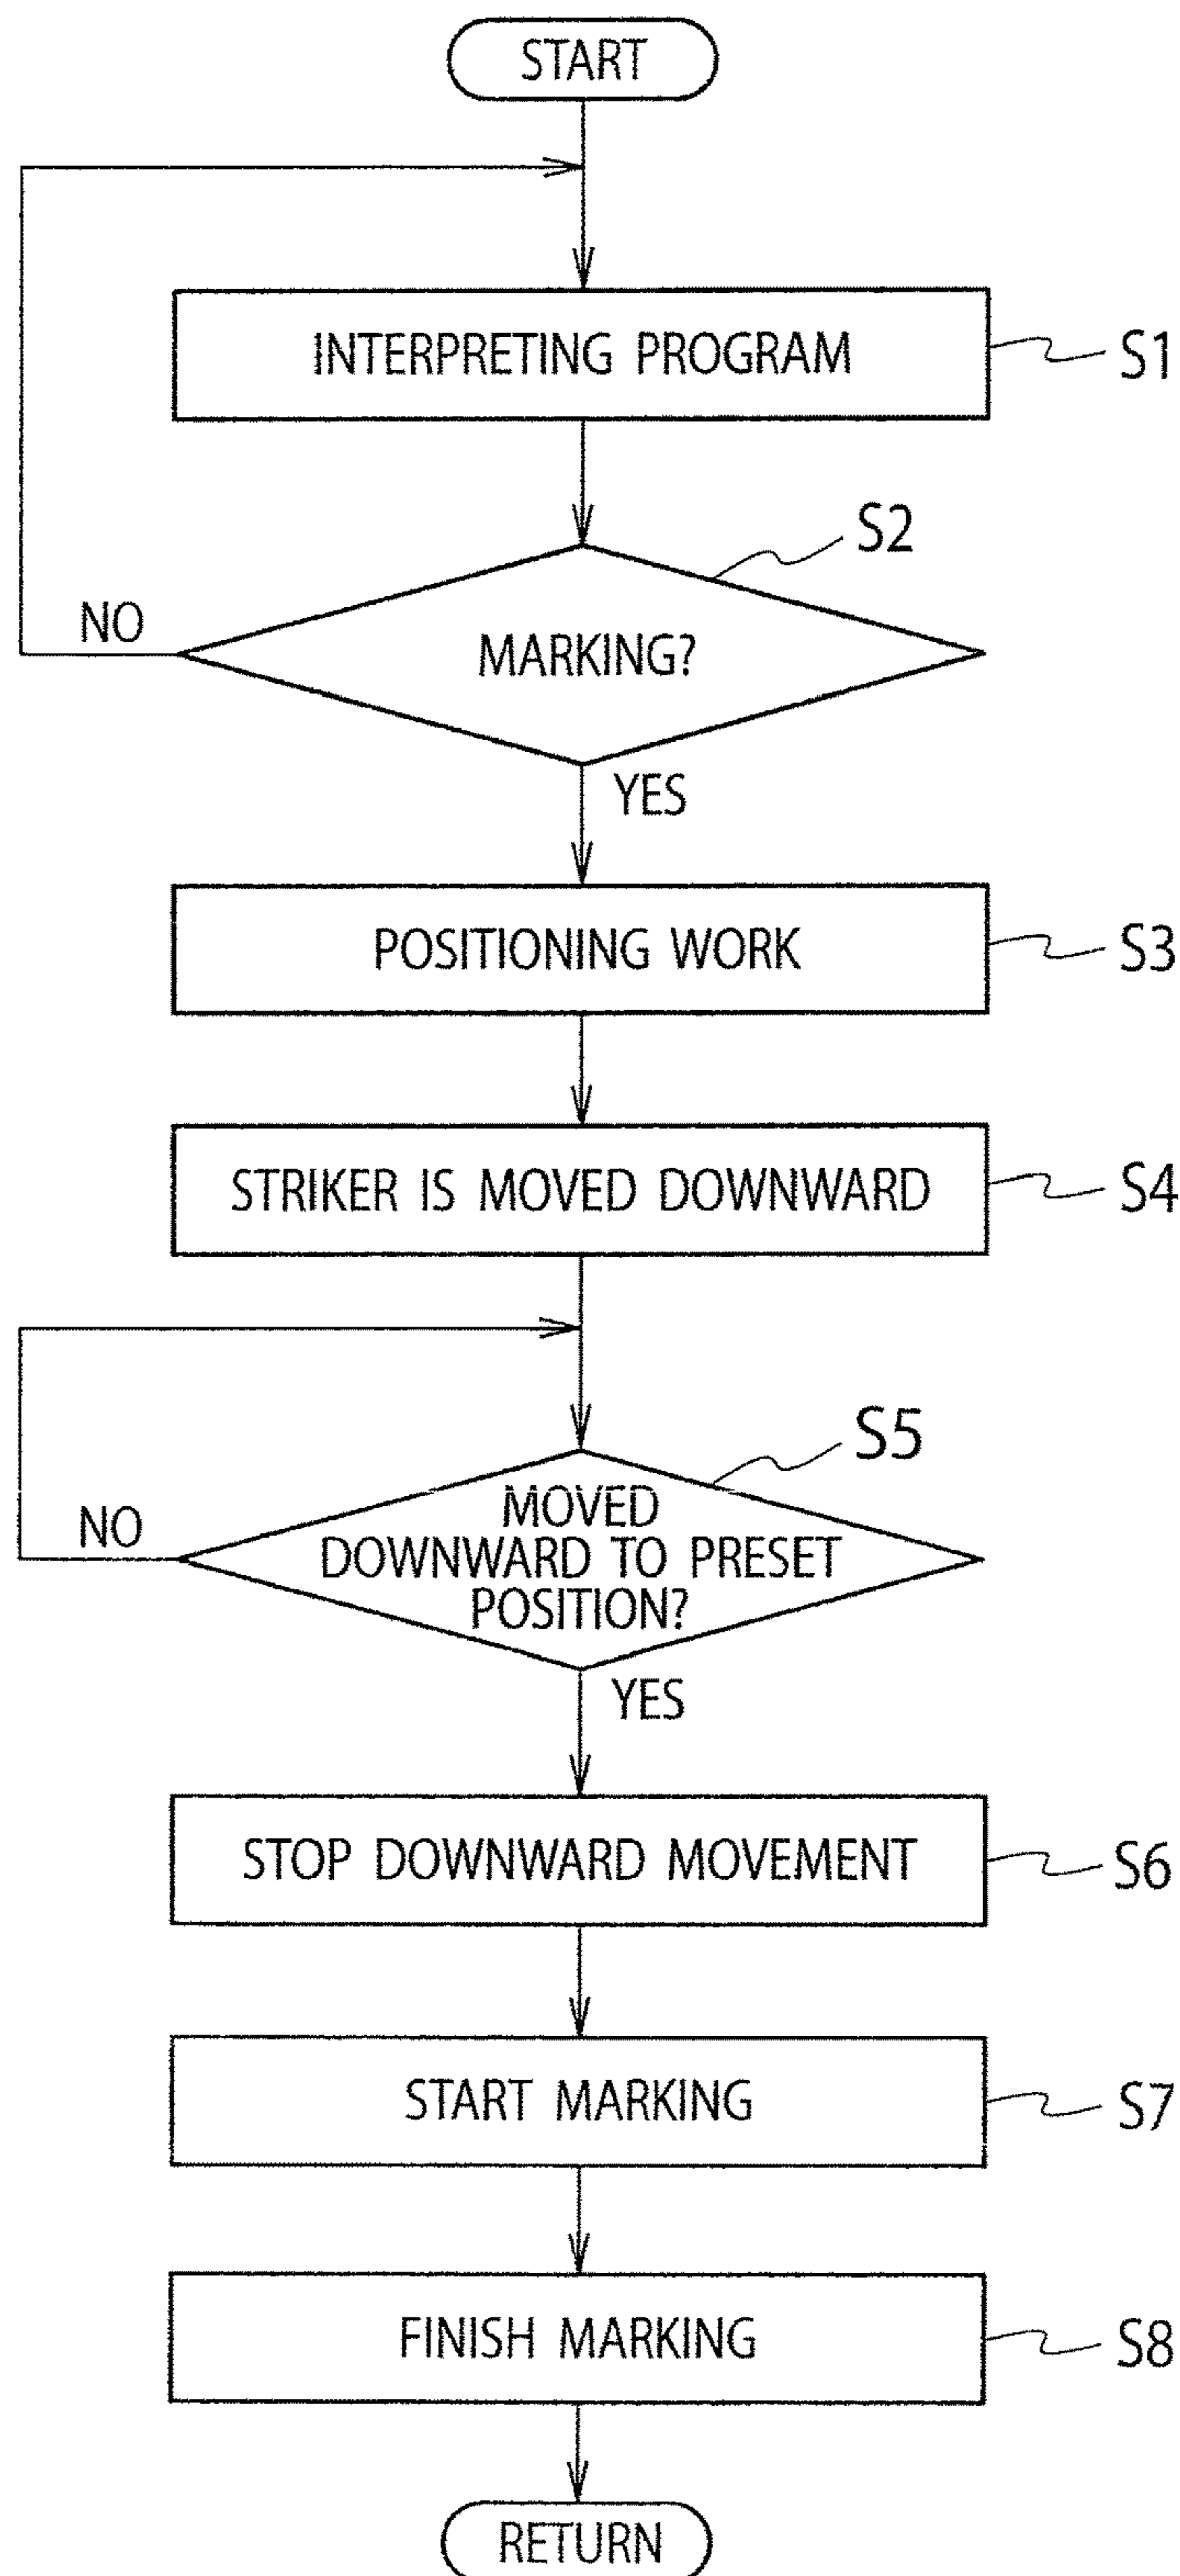 START
INTERPRETING PROGRAM
S1
S2
MARKING?
NO
YES
POSITIONING WORK
S3
STRIKER IS MOVED DOWNWARD
S4
S5
MOVED
DOWNWARD TO PRESET
POSITION?
NO
YES
STOP DOWNWARD MOVEMENT
S6
START MARKING
S7
FINISH MARKING
S8
RETURN